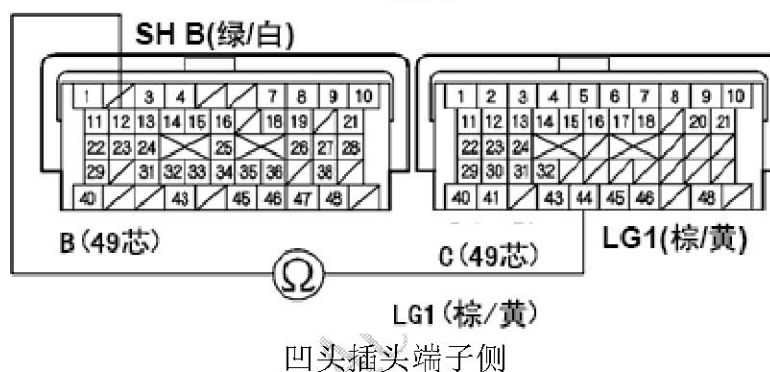 SH B(绿/白)
1 3 4 7 8 9 10
11 12 13 14 15 16 18 19 21
22 23 24 25 26 27 28
29 31 32 33 34 35 36 38
40 43 45 46 47 48
1 2 3 4 5 6 7 8 9 10
11 12 13 14 15 16 17 18 20 21
22 23 24
29 30 31 32
40 41 43 44 45 46 48
B(49芯)
C(49芯)
LG1(棕/黄)
Ω
LG1(棕/黄)
凹头插头端子侧